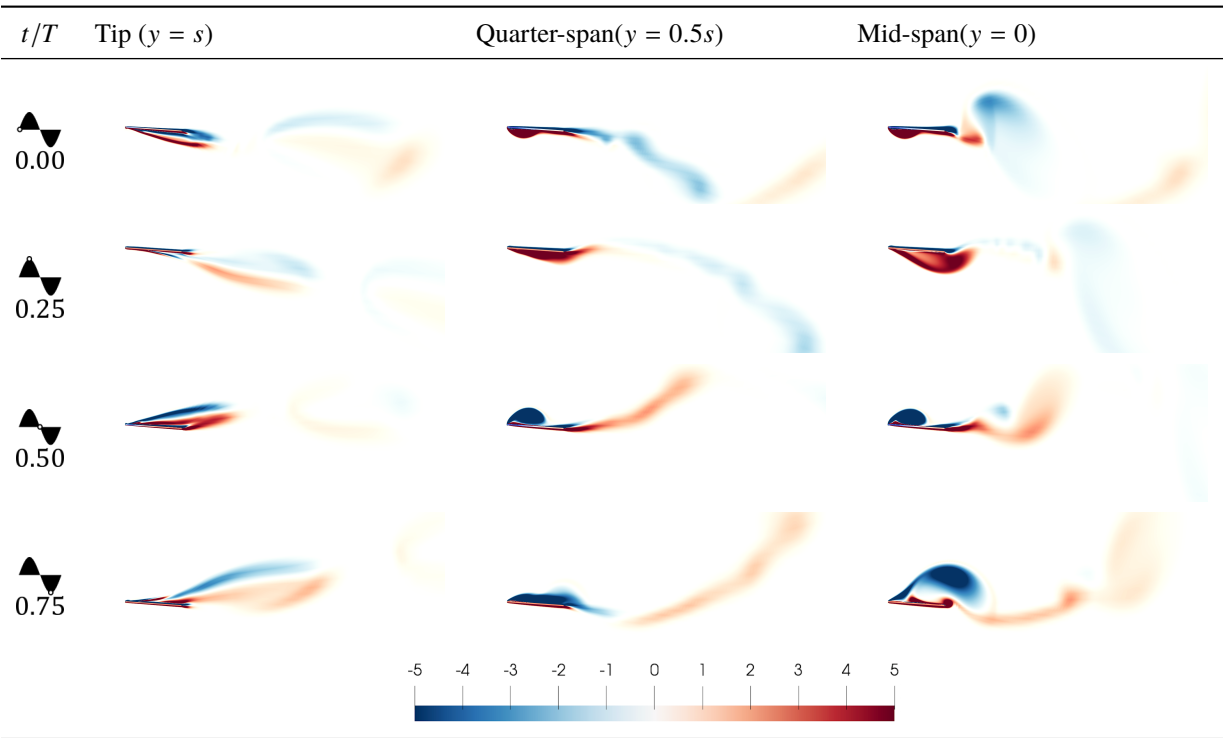 t/T Tip (y = s) Quarter-span(y = 0.5s) Mid-span(y = 0)
0.00
0.25
0.50
0.75
-5 -4 -3 -2 -1 0 1 2 3 4 5